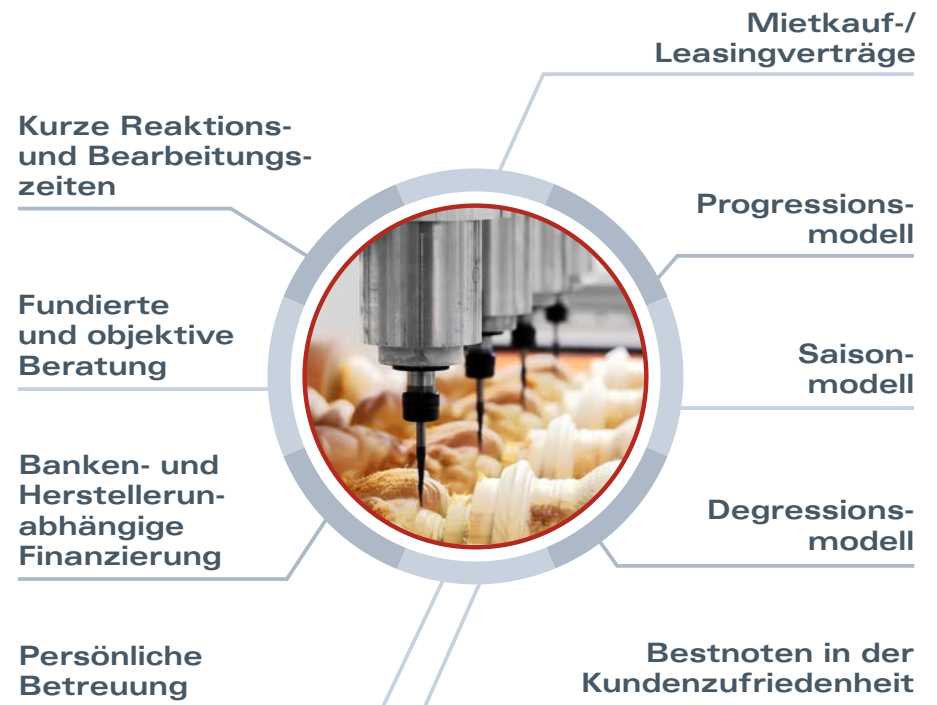 Mietkauf-/
Leasingverträge
Kurze Reaktions-
und Bearbeitungs-
zeiten
Progressions-
modell
Fundierte
und objektive
Beratung
Saison-
modell
Banken- und
Herstellerun-
abhängige
Finanzierung
Degressions-
modell
Persönliche
Betreuung
Bestnoten in der
Kundenzufriedenheit